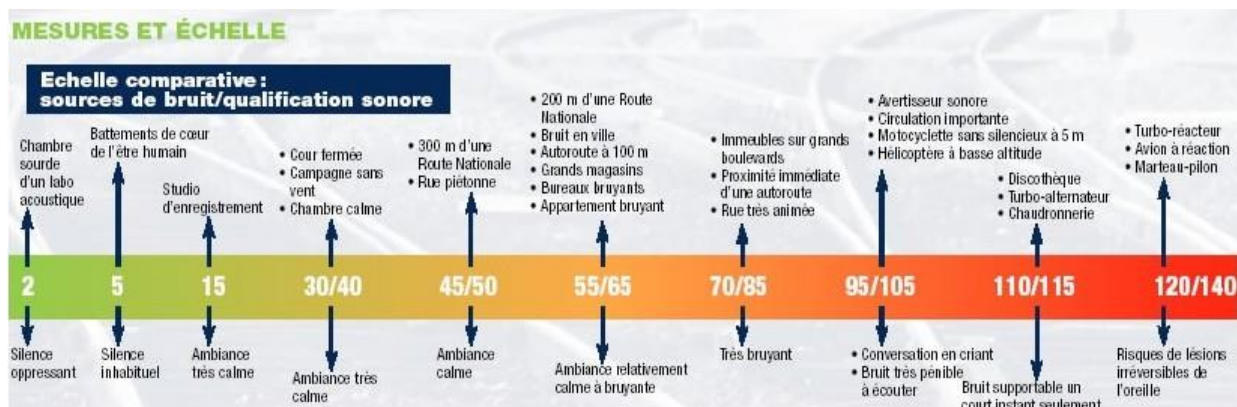 MESURES ET ÉCHELLE
Echelle comparative :
sources de bruit/qualification sonore
Chambre
sourde
d'un labo
acoustique
Battements de cœur
de l'être humain
Studio
d'enregistrement
• Cour fermée
• Campagne sans
vent
• Chambre calme
• 300 m d'une
Route Nationale
• Rue piétonne
• 200 m d'une Route
Nationale
• Bruit en ville
• Autoroute à 100 m
• Grands magasins
• Bureaux bruyants
• Appartement bruyant
• Immeubles sur grands
boulevards
• Proximité immédiate
d'une autoroute
• Rue très animée
• Avertisseur sonore
• Circulation importante
• Motocyclette sans silencieux à 5 m
• Hélicoptère à basse altitude
• Discothèque
• Turbo-alternateur
• Chaudronnerie
• Turbo-réacteur
• Avion à réaction
• Marteau-pilon
2 5 15 30/40 45/50 55/65 70/85 95/105 110/115 120/140
Silence
oppressant
Silence
inhabituel
Ambiance
très calme
Ambiance très
calme
Ambiance
calme
Ambiance relativement
calme à bruyante
Très bruyant
• Conversation en criant
• Bruit très pénible
à écouter
Bruit supportable un
court instant seulement
Risques de lésions
irréversibles de
l'oreille